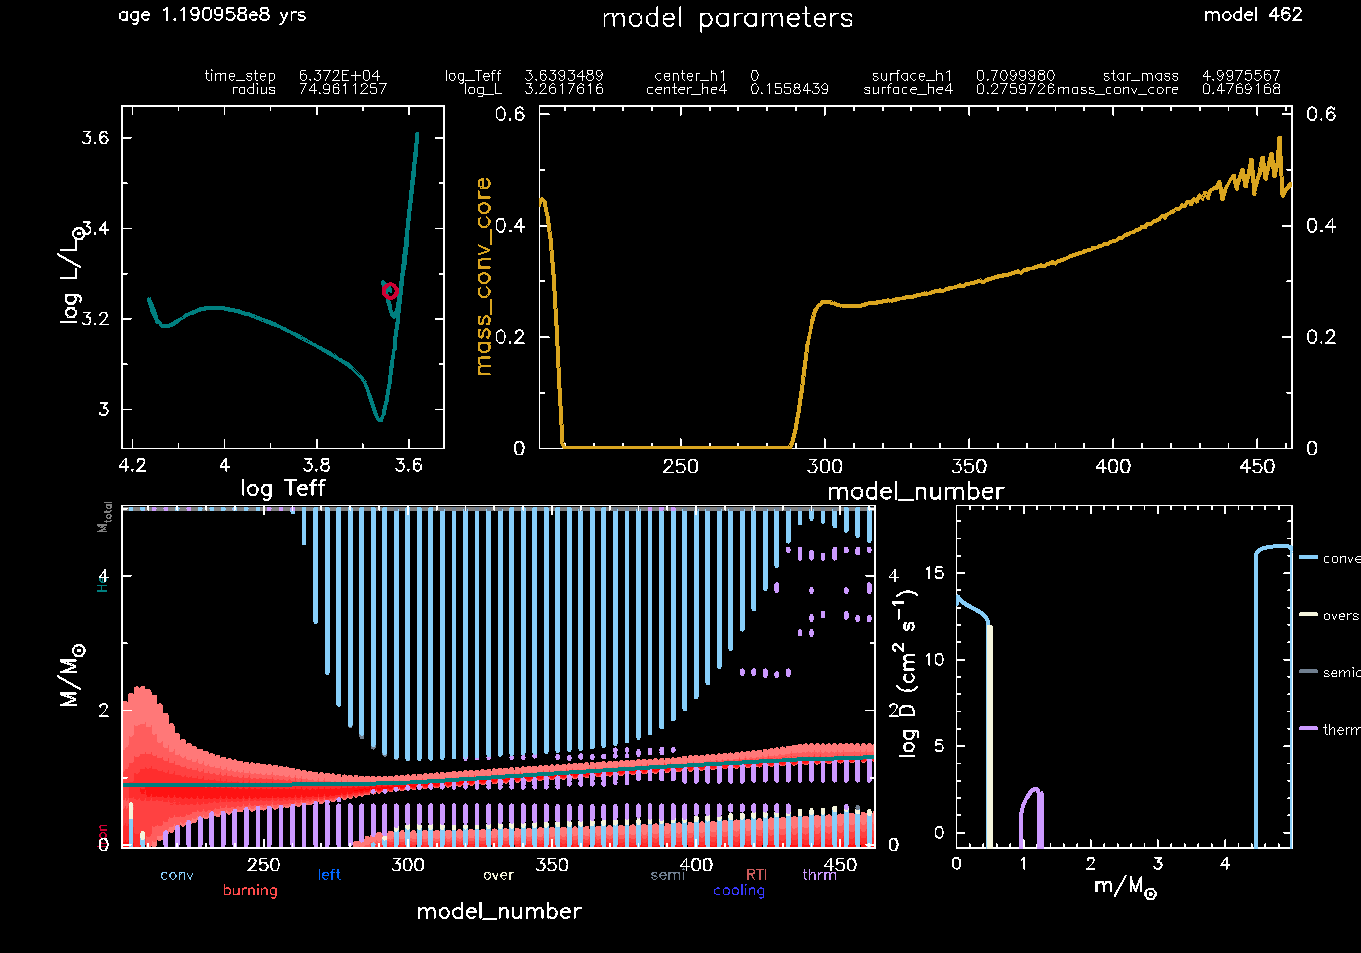 age 1.190958e8 yrs
model parameters
model 462
time_step 6.372E+04 log_Teff 3.6393489 center_h1 0 surface_h1 0.7099980 star_mass 4.9975567
radius 74.9611257 log_L 3.2617616 center_he4 0.1558439 surface_he4 0.2759726 mass_conv_core 0.4769168
3.6
3.4
3.2
3
log L/L☉
4.2 4 3.8 3.6
log Teff
0.6
0.4
0.2
0
mass_conv_core
0.6
0.4
0.2
0
250 300 350 400 450
model_number
Mtotal
He
4
2
0
M/M☉
4
2
0
250 300 350 400 450
conv left over semi RTI thrm
burning cooling
model_number
15
10
5
0
log D (cm² s⁻¹)
0 1 2 3 4
m/M☉
conve
overs
semic
therm